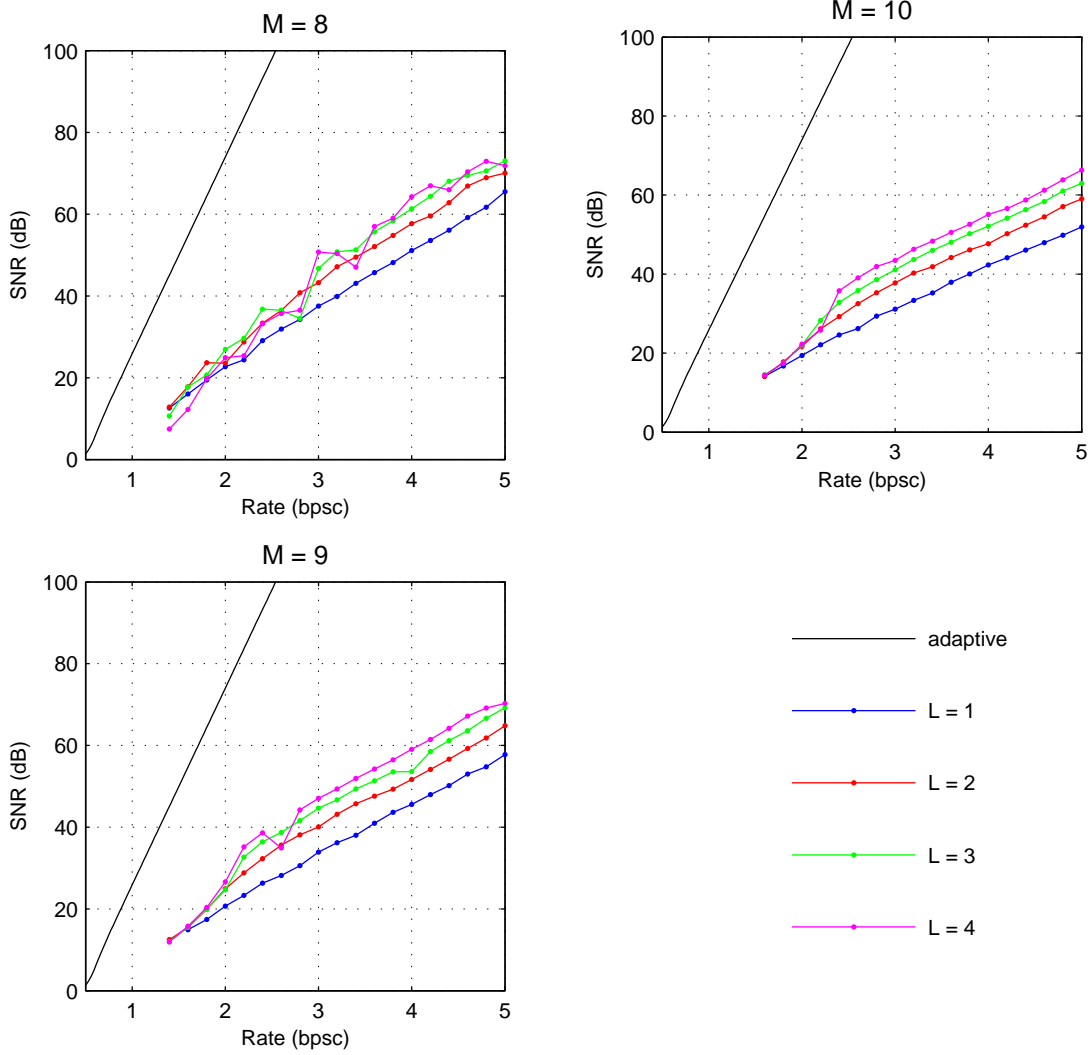 M = 8
100
80
60
40
20
0
SNR (dB)
1 2 3 4 5
Rate (bpsc)
M = 10
100
80
60
40
20
0
SNR (dB)
1 2 3 4 5
Rate (bpsc)
M = 9
100
80
60
40
20
0
SNR (dB)
1 2 3 4 5
Rate (bpsc)
adaptive
L = 1
L = 2
L = 3
L = 4